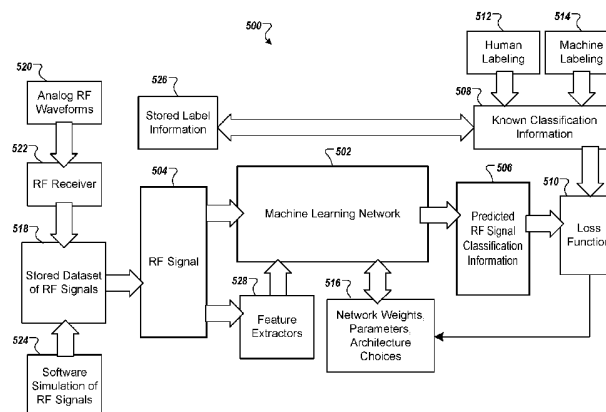 500
512
514
Human
Labeling
Machine
Labeling
520
Analog RF
Waveforms
526
Stored Label
Information
508
Known Classification
Information
522
RF Receiver
504
RF Signal
502
Machine Learning Network
506
Predicted
RF Signal
Classification
Information
510
Loss
Function
518
Stored Dataset
of RF Signals
528
Feature
Extractors
516
Network Weights,
Parameters,
Architecture
Choices
524
Software
Simulation of
RF Signals